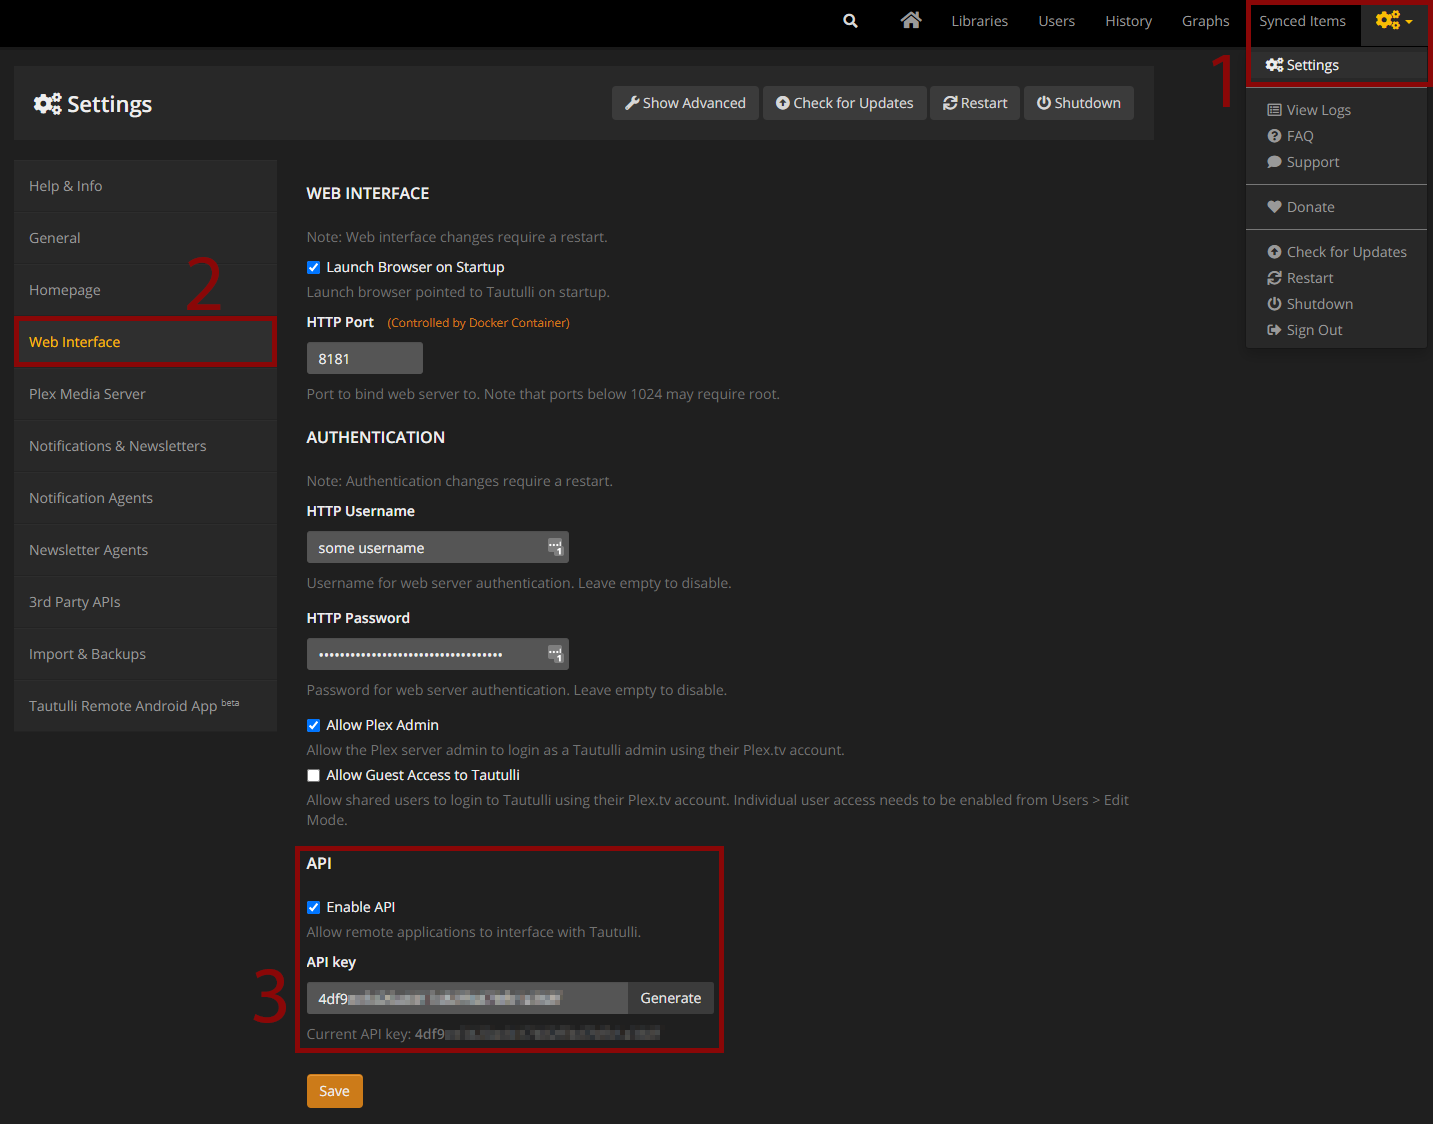 Libraries Users History Graphs Synced Items
1
Settings
Settings
Show Advanced Check for Updates Restart Shutdown
View Logs
FAQ
Support
Donate
Check for Updates
Restart
Shutdown
Sign Out
Help & Info
General
2
Homepage
Web Interface
Plex Media Server
Notifications & Newsletters
Notification Agents
Newsletter Agents
3rd Party APIs
Import & Backups
Tautulli Remote Android App beta
WEB INTERFACE
Note: Web interface changes require a restart.
Launch Browser on Startup
Launch browser pointed to Tautulli on startup.
HTTP Port (Controlled by Docker Container)
8181
Port to bind web server to. Note that ports below 1024 may require root.
AUTHENTICATION
Note: Authentication changes require a restart.
HTTP Username
some username
Username for web server authentication. Leave empty to disable.
HTTP Password
Password for web server authentication. Leave empty to disable.
Allow Plex Admin
Allow the Plex server admin to login as a Tautulli admin using their Plex.tv account.
Allow Guest Access to Tautulli
Allow shared users to login to Tautulli using their Plex.tv account. Individual user access needs to be enabled from Users > Edit
Mode.
API
Enable API
Allow remote applications to interface with Tautulli.
API key
3
4df9
Generate
Current API key: 4df9
Save